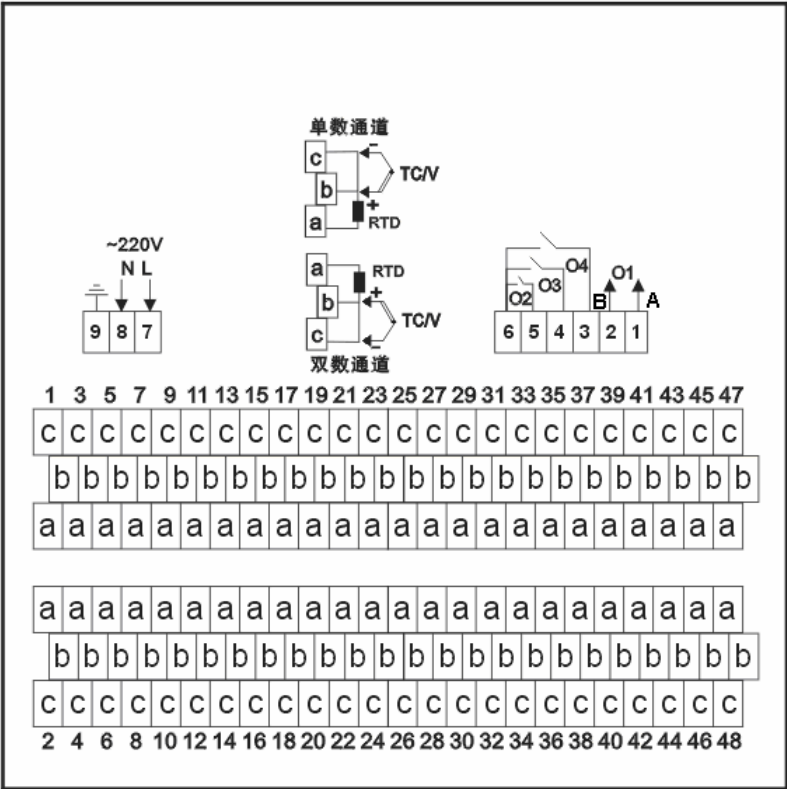 单数通道
c
b
a
TC/V
-
+
RTD
~220V
N L
9 8 7
a
b
c
RTD
+
TC/V
-
双数通道
O4
O3
O2
O1
B
A
6 5 4 3 2 1
1 3 5 7 9 11 13 15 17 19 21 23 25 27 29 31 33 35 37 39 41 43 45 47
c c c c c c c c c c c c c c c c c c c c c c c c
b b b b b b b b b b b b b b b b b b b b b b b b
a a a a a a a a a a a a a a a a a a a a a a a a
a a a a a a a a a a a a a a a a a a a a a a a a
b b b b b b b b b b b b b b b b b b b b b b b b
c c c c c c c c c c c c c c c c c c c c c c c c
2 4 6 8 10 12 14 16 18 20 22 24 26 28 30 32 34 36 38 40 42 44 46 48